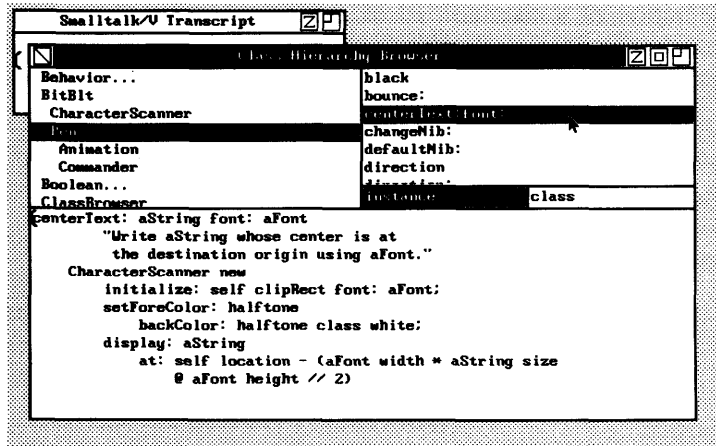 Smalltalk/V Transcript
Class Hierarchy Browser
Behavior...
BitBlt
CharacterScanner
Pen
Animation
Commander
Boolean...
ClassBrowser
black
bounce:
centerText:font:
changeNib:
defaultNib:
direction
direction:
instance
class
centerText: aString font: aFont
"Write aString whose center is at
the destination origin using aFont."
CharacterScanner new
initialize: self clipRect font: aFont;
setForeColor: halftone
backColor: halftone class white;
display: aString
at: self location - (aFont width * aString size
@ aFont height // 2)